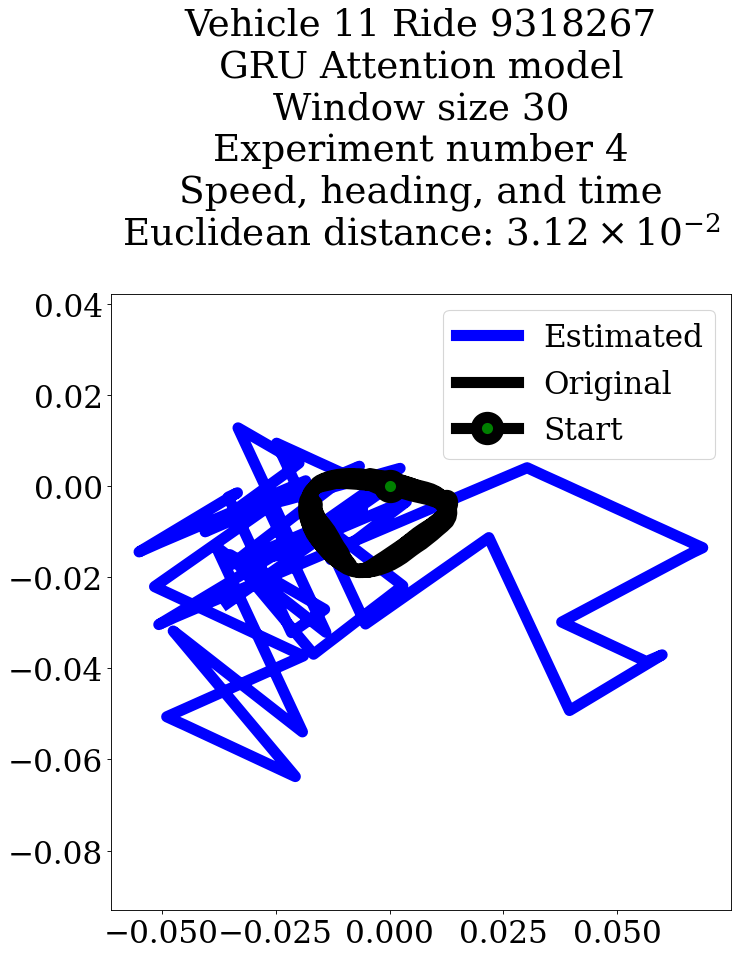 Vehicle 11 Ride 9318267
GRU Attention model
Window size 30
Experiment number 4
Speed, heading, and time
Euclidean distance: 3.12 × 10⁻²
Estimated
Original
Start
0.04
0.02
0.00
−0.02
−0.04
−0.06
−0.08
−0.050 −0.025 0.000 0.025 0.050